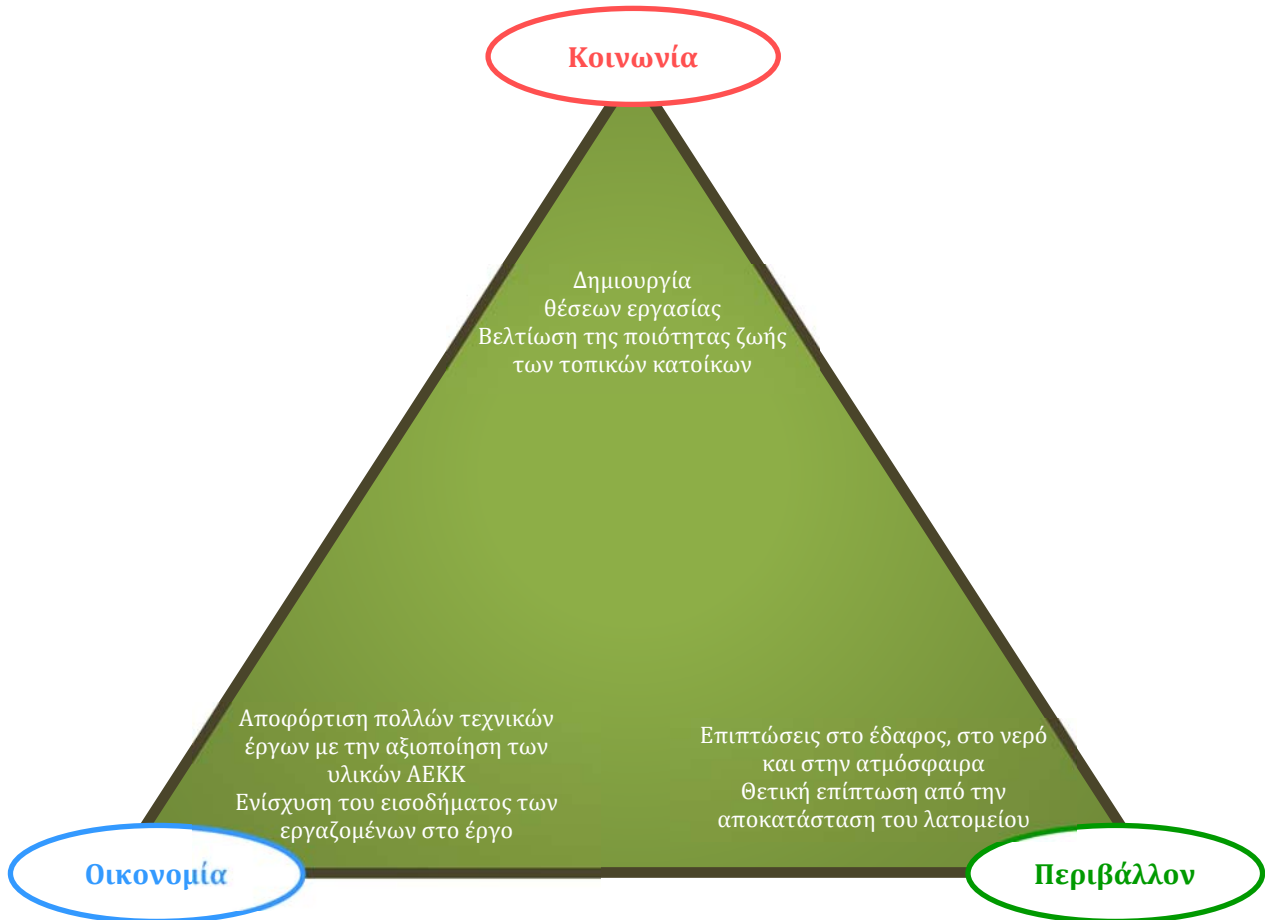 Κοινωνία
Δημιουργία
θέσεων εργασίας
Βελτίωση της ποιότητας ζωής
των τοπικών κατοίκων
Αποφόρτιση πολλών τεχνικών
έργων με την αξιοποίηση των
υλικών ΑΕΚΚ
Ενίσχυση του εισοδήματος των
εργαζομένων στο έργο
Επιπτώσεις στο έδαφος, στο νερό
και στην ατμόσφαιρα
Θετική επίπτωση από την
αποκατάσταση του λατομείου
Οικονομία
Περιβάλλον